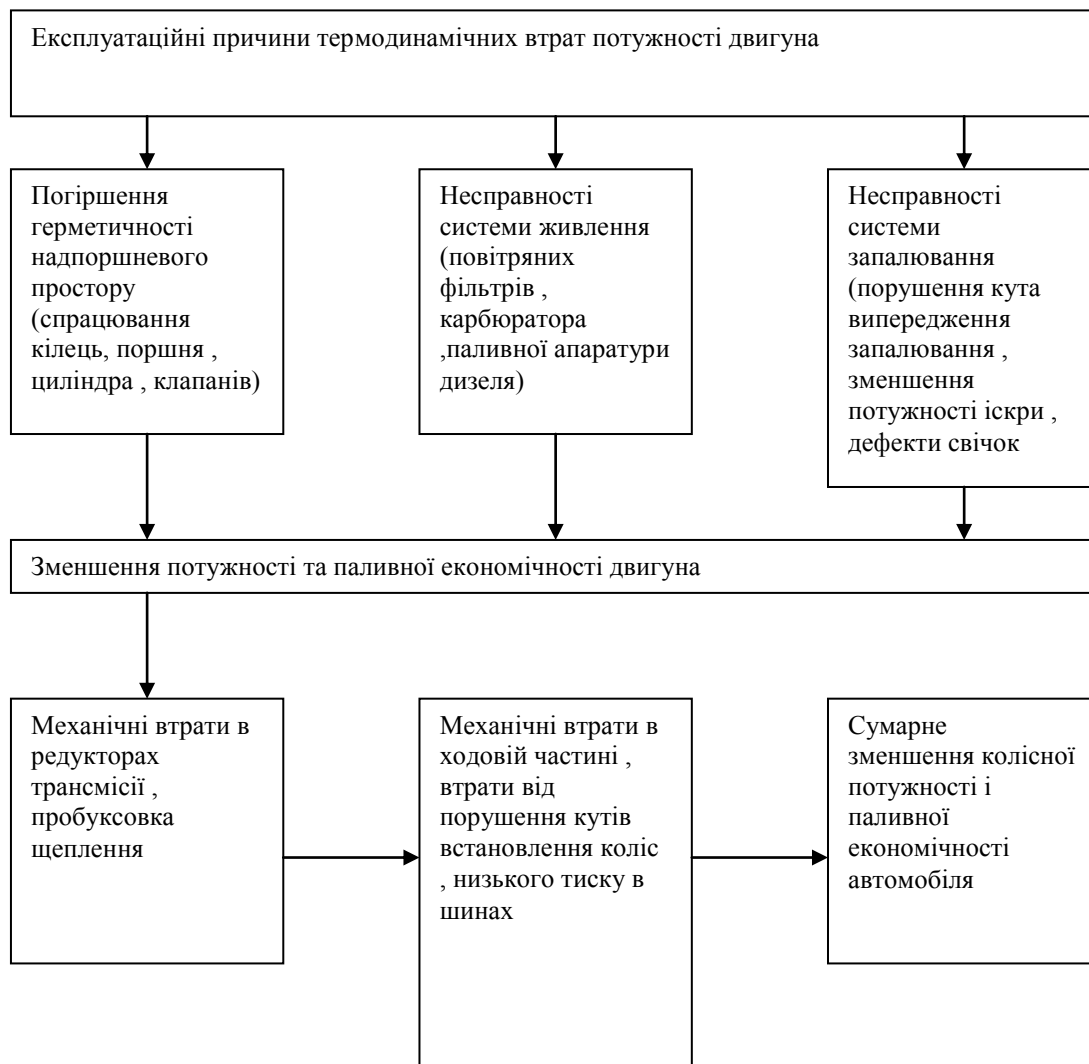 Експлуатаційні причини термодинамічних втрат потужності двигуна
Погіршення
герметичності
надпоршневого
простору
(спрацювання
кілець, поршня ,
циліндра , клапанів)
Несправності
системи живлення
(повітряних
фільтрів ,
карбюратора
,паливної апаратури
дизеля)
Несправності
системи
запалювання
(порушення кута
випередження
запалювання ,
зменшення
потужності іскри ,
дефекти свічок
Зменшення потужності та паливної економічності двигуна
Механічні втрати в
редукторах
трансмісії ,
пробуксовка
щеплення
Механічні втрати в
ходовій частині ,
втрати від
порушення кутів
встановлення коліс
, низького тиску в
шинах
Сумарне
зменшення колісної
потужності і
паливної
економічності
автомобіля